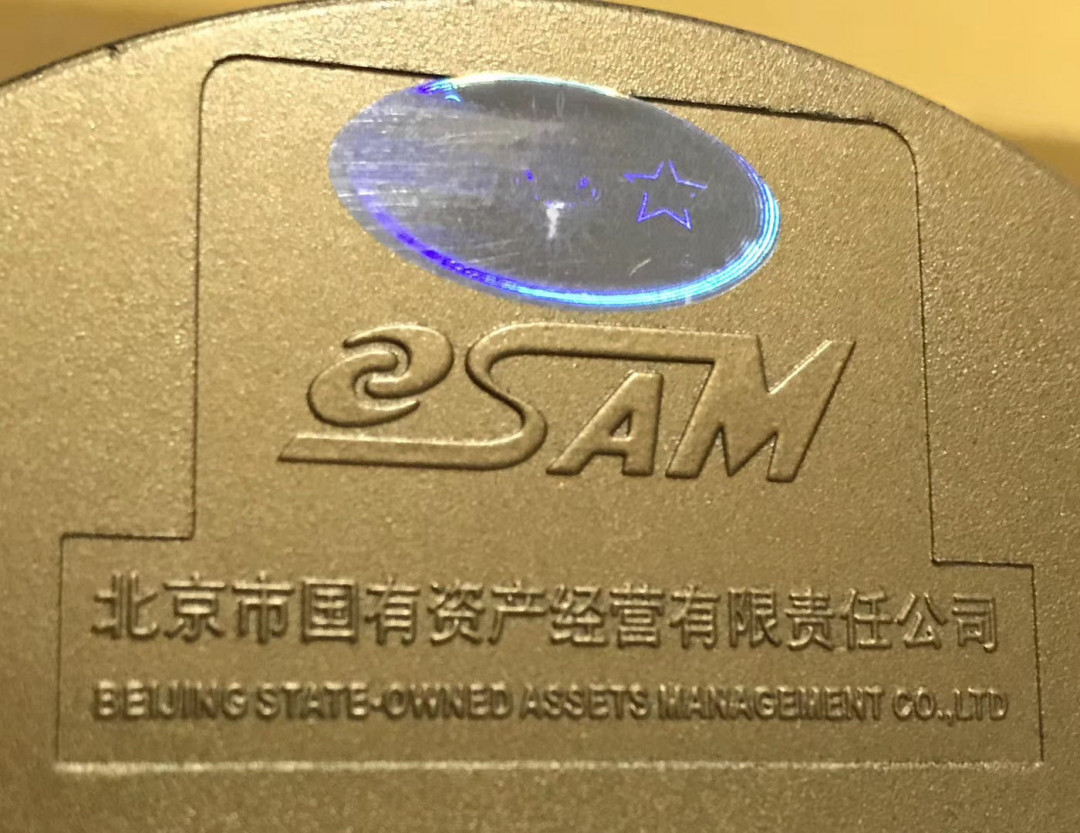 SAM
北京市国有资产经营有限责任公司
BEIJING STATE-OWNED ASSETS MANAGEMENT CO.,LTD